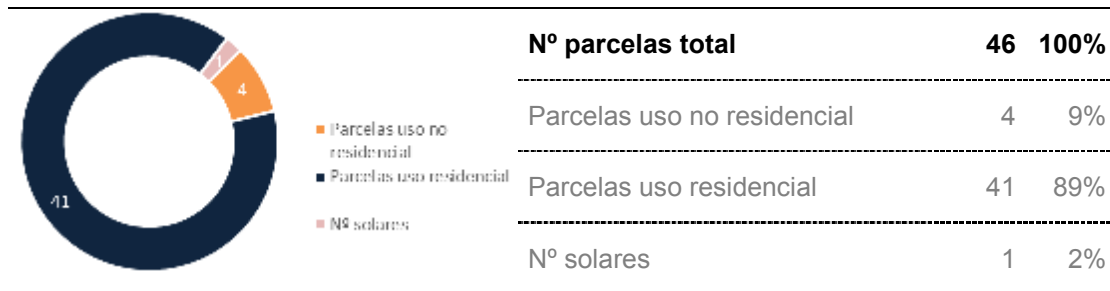 4
41
Parcelas uso no
residencial
Parcelas uso residencial
Nº solares
Nº parcelas total 46 100%
Parcelas uso no residencial 4 9%
Parcelas uso residencial 41 89%
Nº solares 1 2%